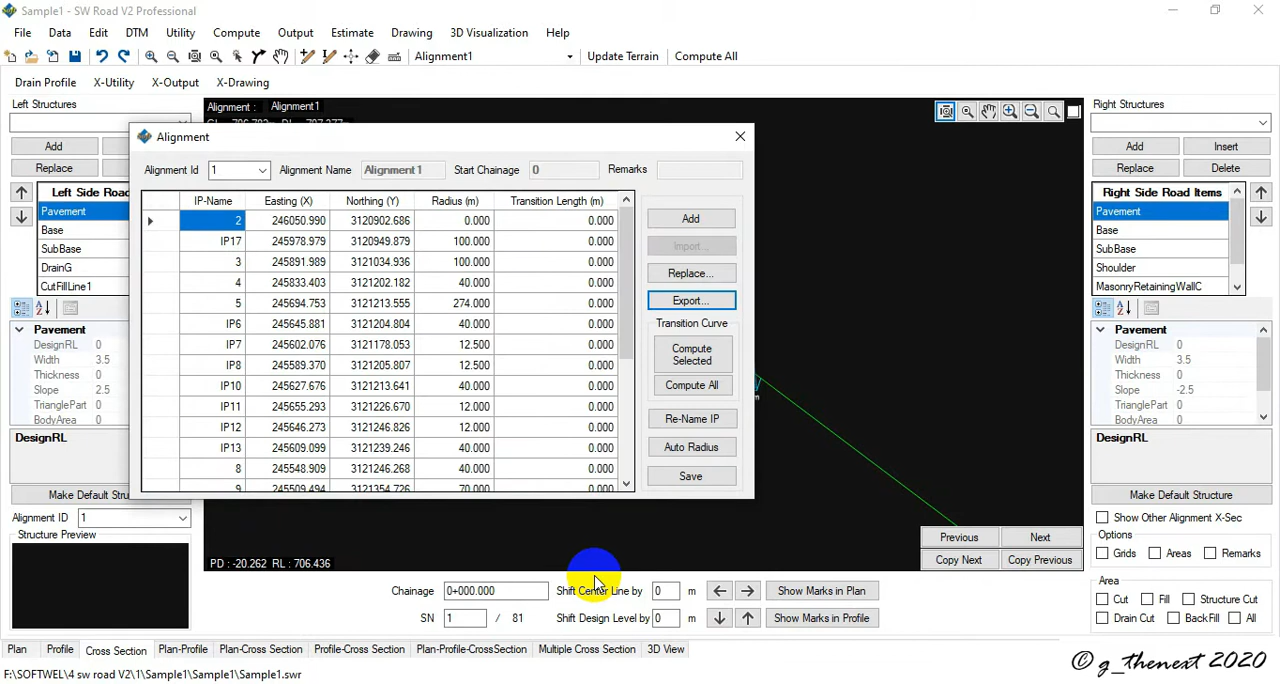 Sample1 - SW Road V2 Professional
File Data Edit DTM Utility Compute Output Estimate Drawing 3D Visualization Help
Alignment1 Update Terrain Compute All
Drain Profile X-Utility X-Output X-Drawing
Left Structures
Add
Replace
Left Side Roa
Pavement
Base
SubBase
DrainG
CutFillLine1
Pavement
DesignRL 0
Width 3.5
Thickness 0
Slope 2.5
TrianglePart 0
BodyArea 0
DesignRL
Make Default Stru
Alignment ID 1
Structure Preview
Alignment : Alignment1
Alignment
Alignment Id 1 Alignment Name Alignment1 Start Chainage 0 Remarks
IP-Name Easting (X) Northing (Y) Radius (m) Transition Length (m)
2 246050.990 3120902.686 0.000 0.000
IP17 245978.979 3120949.879 100.000 0.000
3 245891.989 3121034.936 100.000 0.000
4 245833.403 3121202.182 40.000 0.000
5 245694.753 3121213.555 274.000 0.000
IP6 245645.881 3121204.804 40.000 0.000
IP7 245602.076 3121178.053 12.500 0.000
IP8 245589.370 3121205.807 12.500 0.000
IP10 245627.676 3121213.641 40.000 0.000
IP11 245655.293 3121226.670 12.000 0.000
IP12 245646.273 3121246.826 12.000 0.000
IP13 245609.099 3121239.246 40.000 0.000
8 245548.909 3121246.268 40.000 0.000
9 245509.494 3121354.726 70.000 0.000
Add
Import...
Replace...
Export...
Transition Curve
Compute
Selected
Compute All
Re-Name IP
Auto Radius
Save
m
PD : -20.262 RL : 706.436
Previous Next
Copy Next Copy Previous
Chainage 0+000.000 Shift Center Line by 0 m Show Marks in Plan
SN 1 / 81 Shift Design Level by 0 m Show Marks in Profile
Right Structures
Add Insert
Replace Delete
Right Side Road Items
Pavement
Base
SubBase
Shoulder
MasonryRetainingWallC
Pavement
DesignRL 0
Width 3.5
Thickness 0
Slope -2.5
TrianglePart 0
BodyArea 0
DesignRL
Make Default Structure
Show Other Alignment X-Sec
Options
Grids Areas Remarks
Area
Cut Fill Structure Cut
Drain Cut BackFill All
Plan Profile Cross Section Plan-Profile Plan-Cross Section Profile-Cross Section Plan-Profile-CrossSection Multiple Cross Section 3D View
F:\SOFTWEL\4 sw road V2\1\Sample1\Sample1\Sample1.swr
© g_thenext 2020